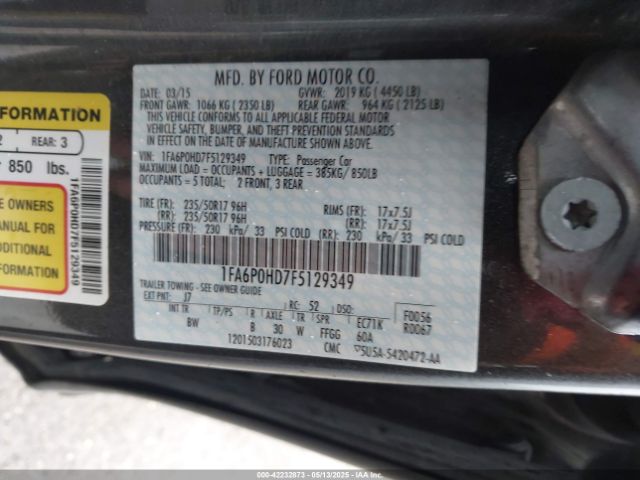 MFD. BY FORD MOTOR CO.
03/15 GVWR: 2019 KG ( 4450 LB)
FRONT GAWR: 1066 KG ( 2350 LB) REAR GAWR: 964 KG ( 2125 LB)
THIS VEHICLE CONFORMS TO ALL APPLICABLE FEDERAL MOTOR
VEHICLE SAFETY, BUMPER, AND THEFT PREVENTION STANDARDS
IN EFFECT ON THE DATE OF MANUFACTURE SHOWN ABOVE.
VIN: 1FA6P0HD7F5129349 TYPE: Passenger Car
MAXIMUM LOAD = OCCUPANTS + LUGGAGE = 385KG/ 850LB
OCCUPANTS = 5 TOTAL: 2 FRONT, 3 REAR
TIRE (FR): 235/50R17 96H RIMS (FR): 17x7.5J
(RR): 235/50R17 96H (RR): 17x7.5J
PRESSURE (FR): 230 kPa/ 33 PSI COLD (RR): 230 kPa/ 33 PSI COLD
1FA6P0HD7F5129349
TRAILER TOWING - SEE OWNER GUIDE
EXT PNT: J7 RC: 52 DSO: F0056
INT TR TP/PS R AXLE TR SPR EC71K R0067
BW B 30 W FFGG 60A
1201503176023 CMC 5U5A-5420472-AA
FORMATION
2 REAR: 3
850 lbs.
E OWNERS
ANUAL FOR
DDITIONAL
ORMATION
1FA6P0HD7F5129349
000-42232873 05/13/2025 IAAI.COM